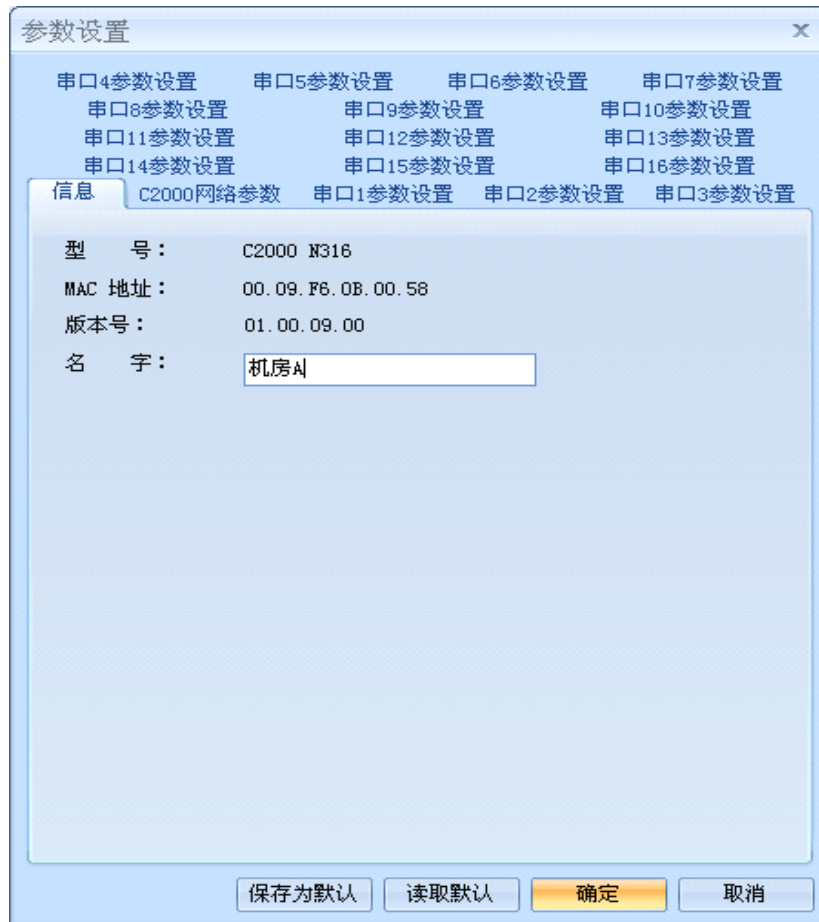 参数设置 x
串口4参数设置 串口5参数设置 串口6参数设置 串口7参数设置
串口8参数设置 串口9参数设置 串口10参数设置
串口11参数设置 串口12参数设置 串口13参数设置
串口14参数设置 串口15参数设置 串口16参数设置
信息 C2000网络参数 串口1参数设置 串口2参数设置 串口3参数设置
型 号： C2000 N316
MAC 地址： 00.09.F6.0B.00.58
版本号： 01.00.09.00
名 字： 机房A
保存为默认 读取默认 确定 取消